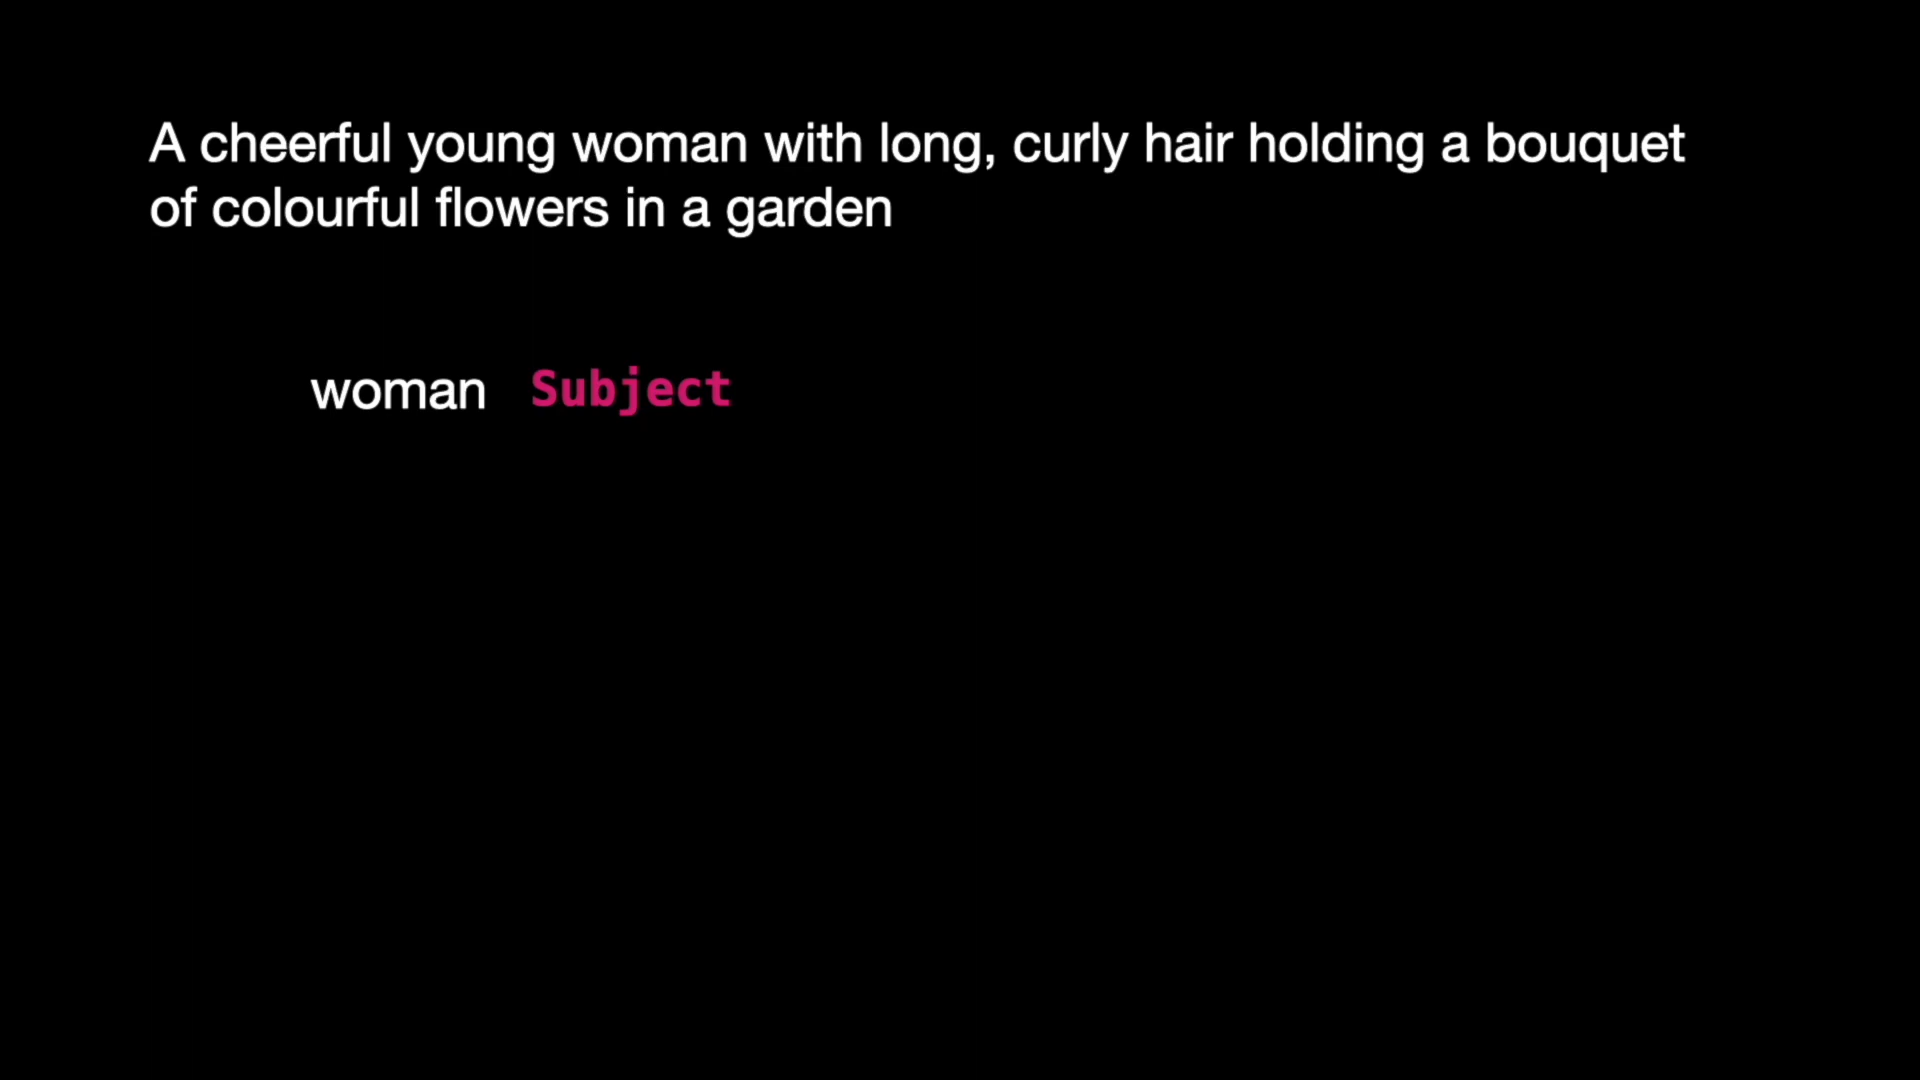 A cheerful young woman with long, curly hair holding a bouquet
of colourful flowers in a garden
woman Subject